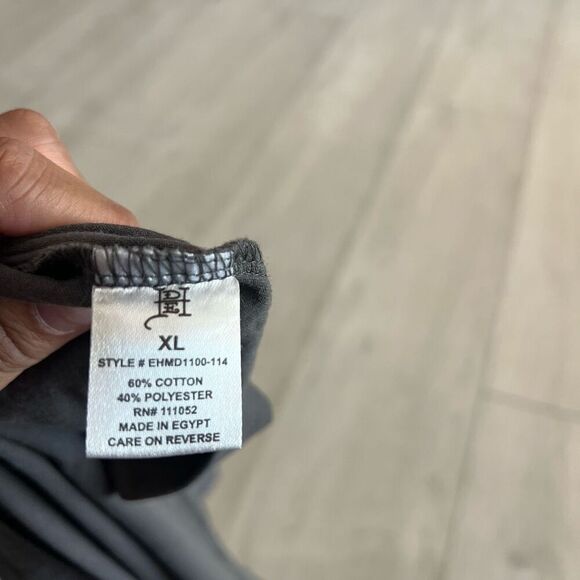 XL
STYLE # EHMD1100-114
60% COTTON
40% POLYESTER
RN# 111052
MADE IN EGYPT
CARE ON REVERSE